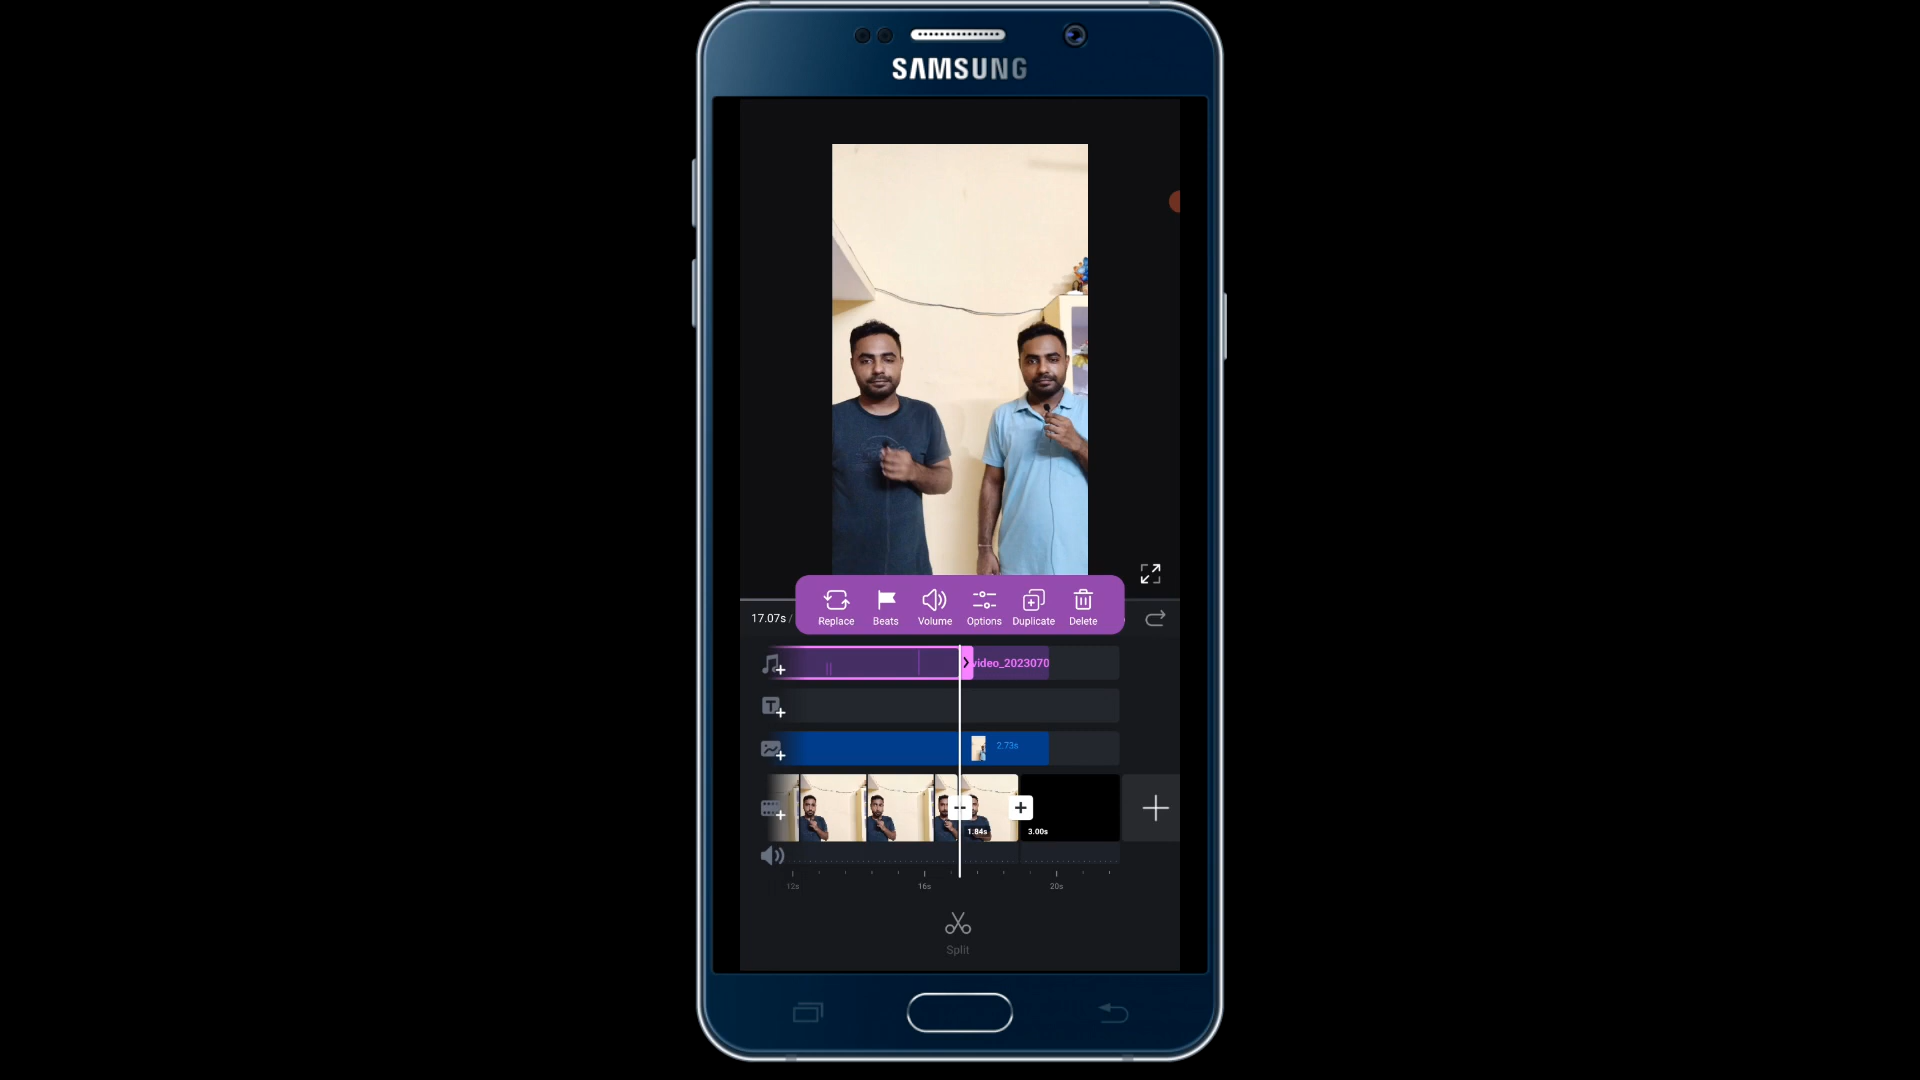 SAMSUNG
17.07s /
Replace Beats Volume Options Duplicate Delete
video_2023070
2.73s
1.84s 3.00s
12s 16s 20s
Split